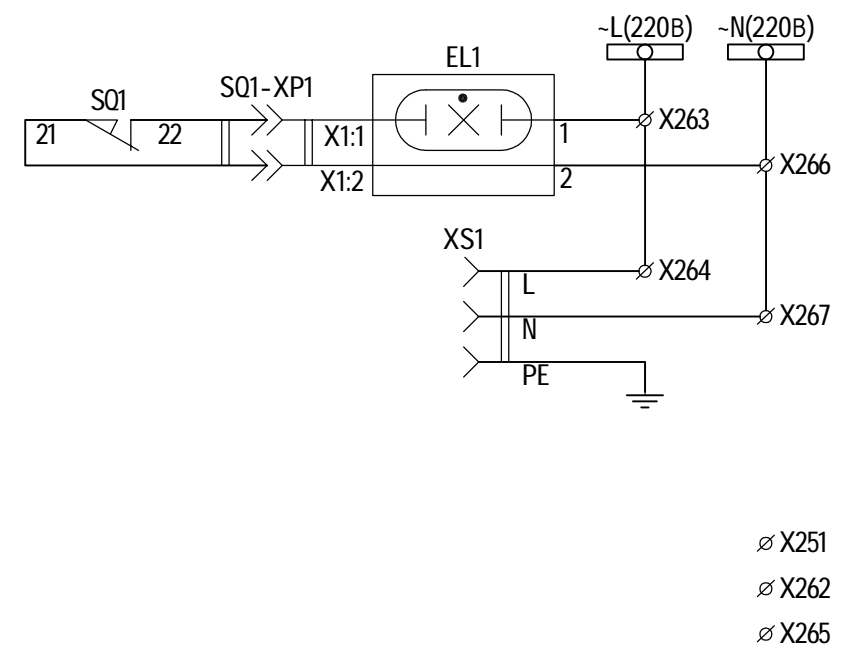 ~L(220В) ~N(220В)
EL1
SQ1-XP1
SQ1
X263
21 22 X1:1 1
X266
X1:2 2
XS1
X264
L
X267
N
PE
X251
X262
X265